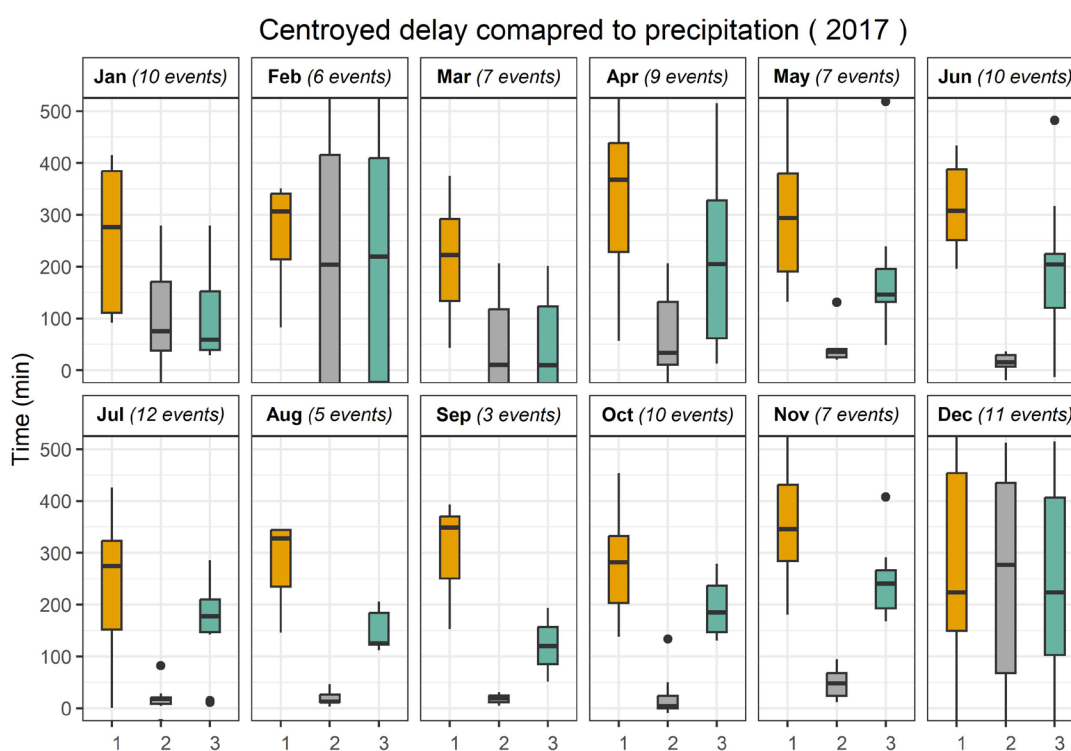 Centroyed delay comapred to precipitation ( 2017 )
Jan (10 events) Feb (6 events) Mar (7 events) Apr (9 events) May (7 events) Jun (10 events)
500
400
300
200
100
0
Time (min)
Jul (12 events) Aug (5 events) Sep (3 events) Oct (10 events) Nov (7 events) Dec (11 events)
500
400
300
200
100
0
1 2 3 1 2 3 1 2 3 1 2 3 1 2 3 1 2 3